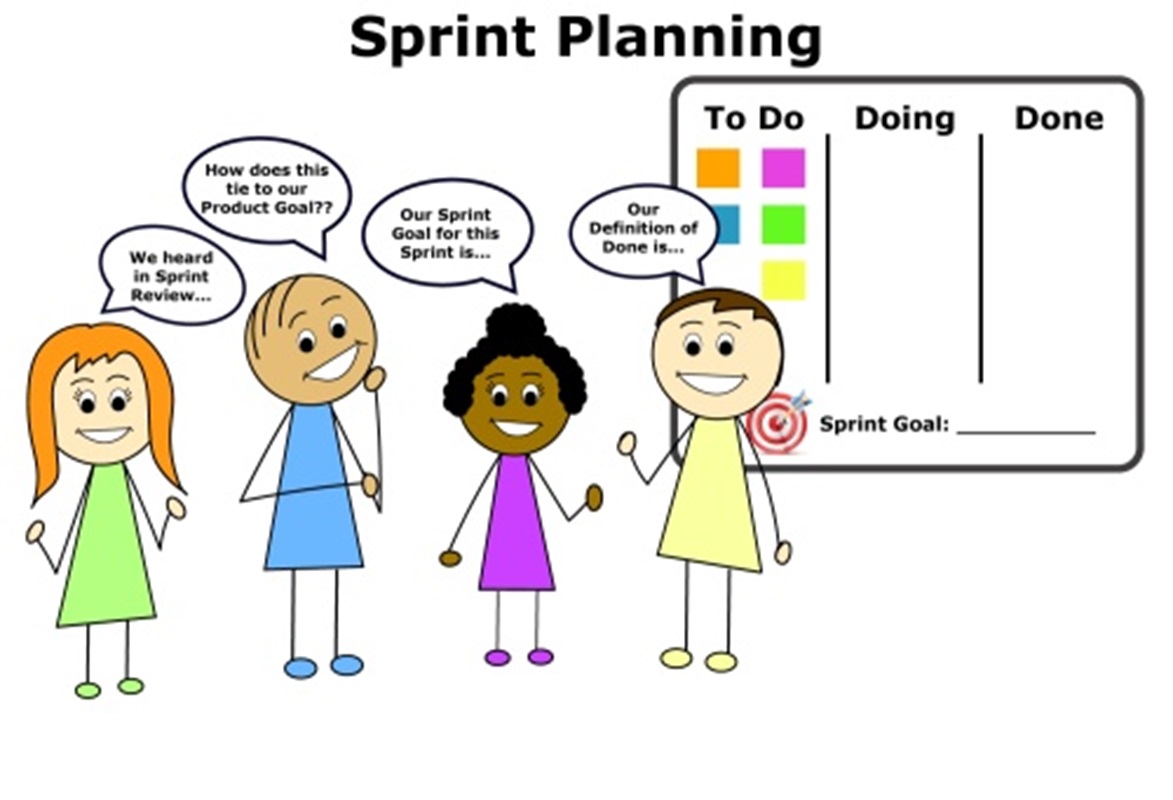 Sprint Planning
To Do
Doing
Done
How does this
tie to our
Product Goal??
We heard
in Sprint
Review...
Our Sprint
Goal for this
Sprint is...
Our
Definition of
Done is...
Sprint Goal: ______________